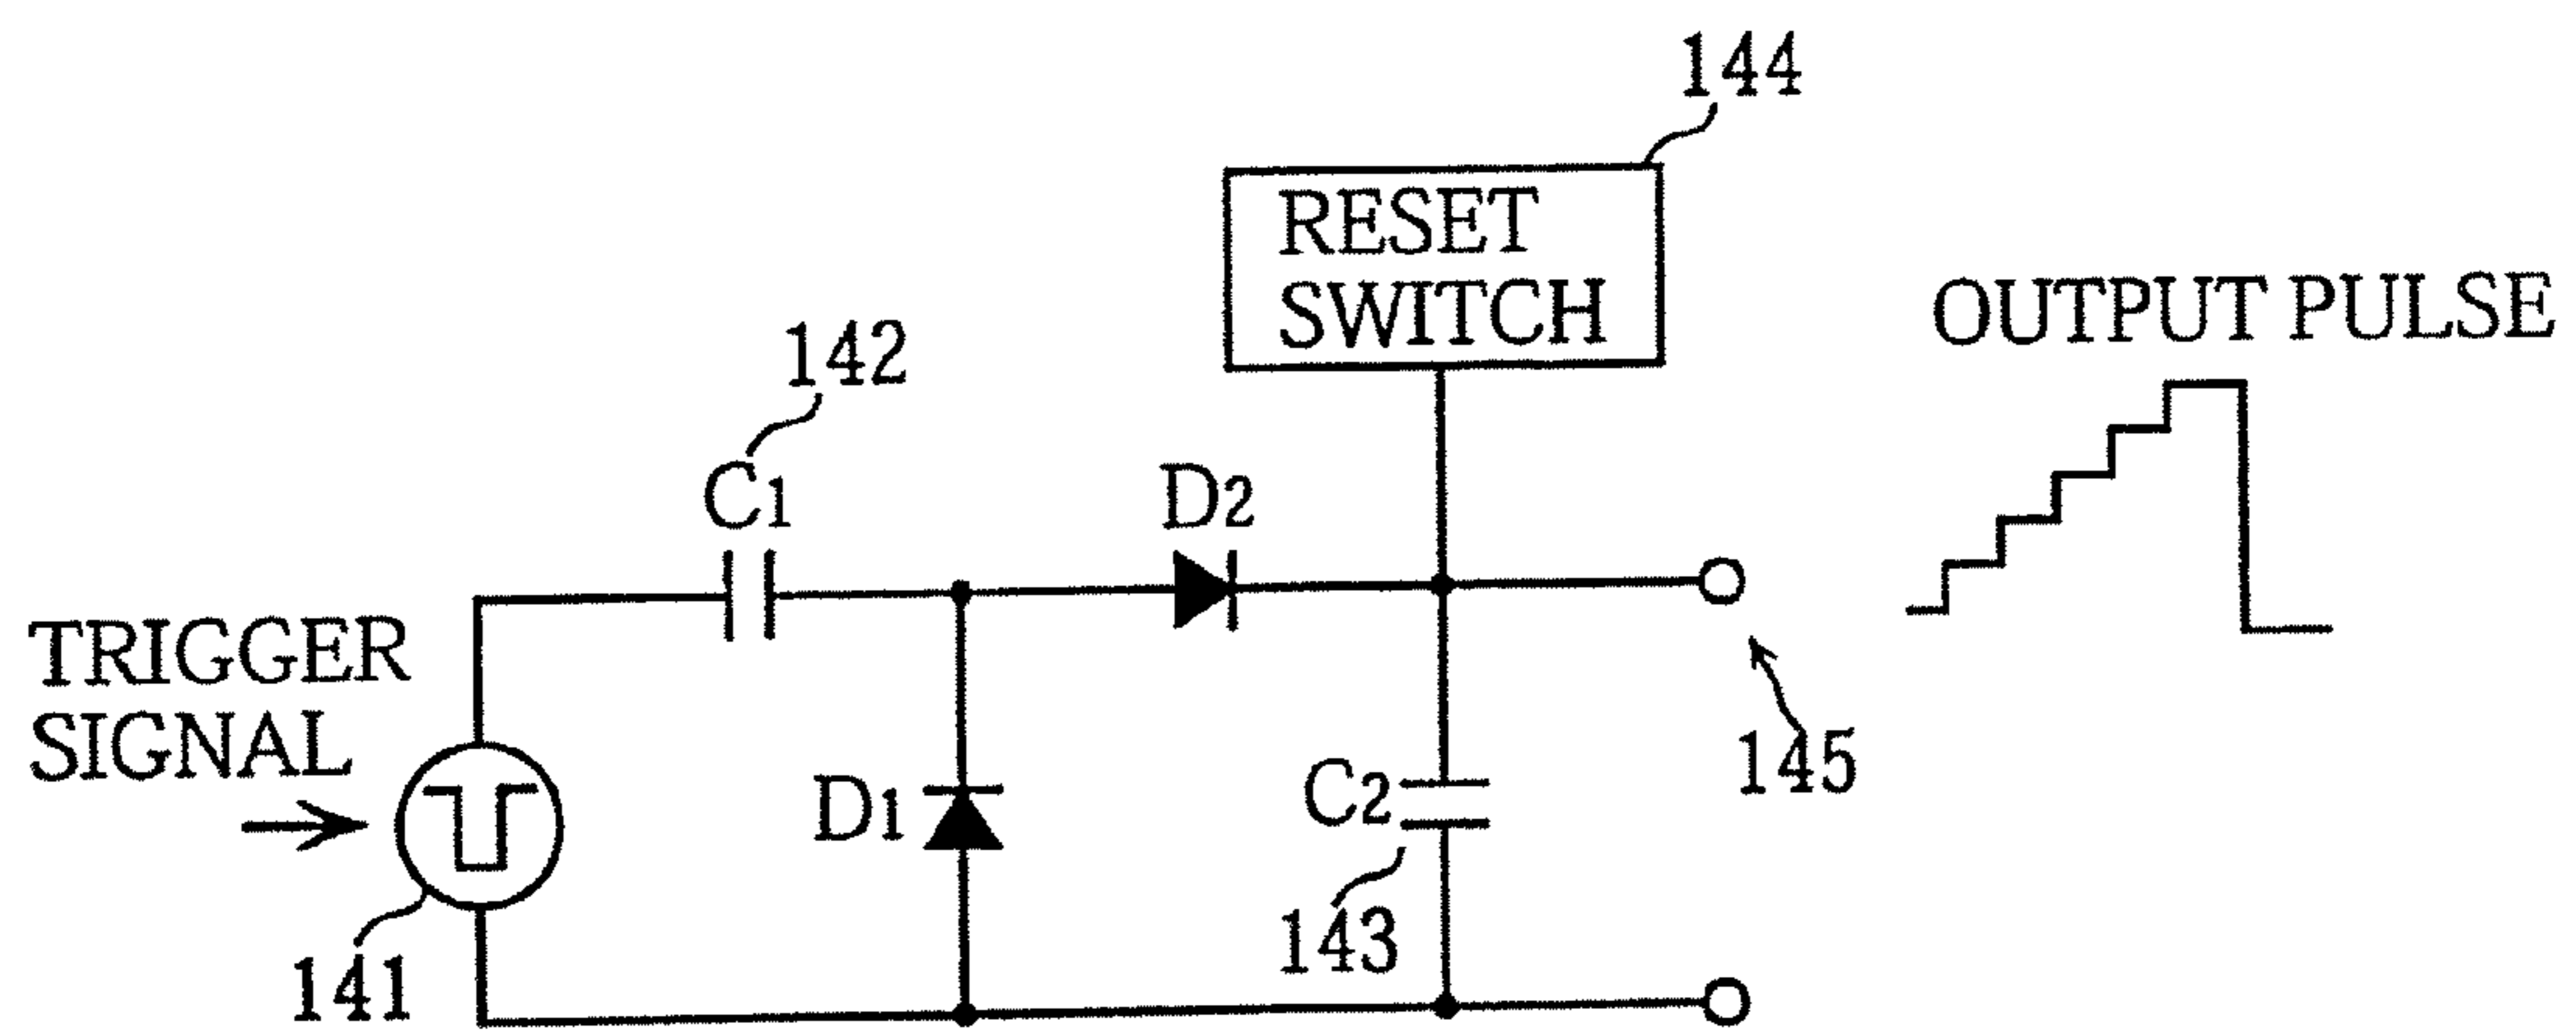 144
RESET
SWITCH
OUTPUT PULSE
142
C1
D2
TRIGGER
SIGNAL
D1
C2
145
143
141